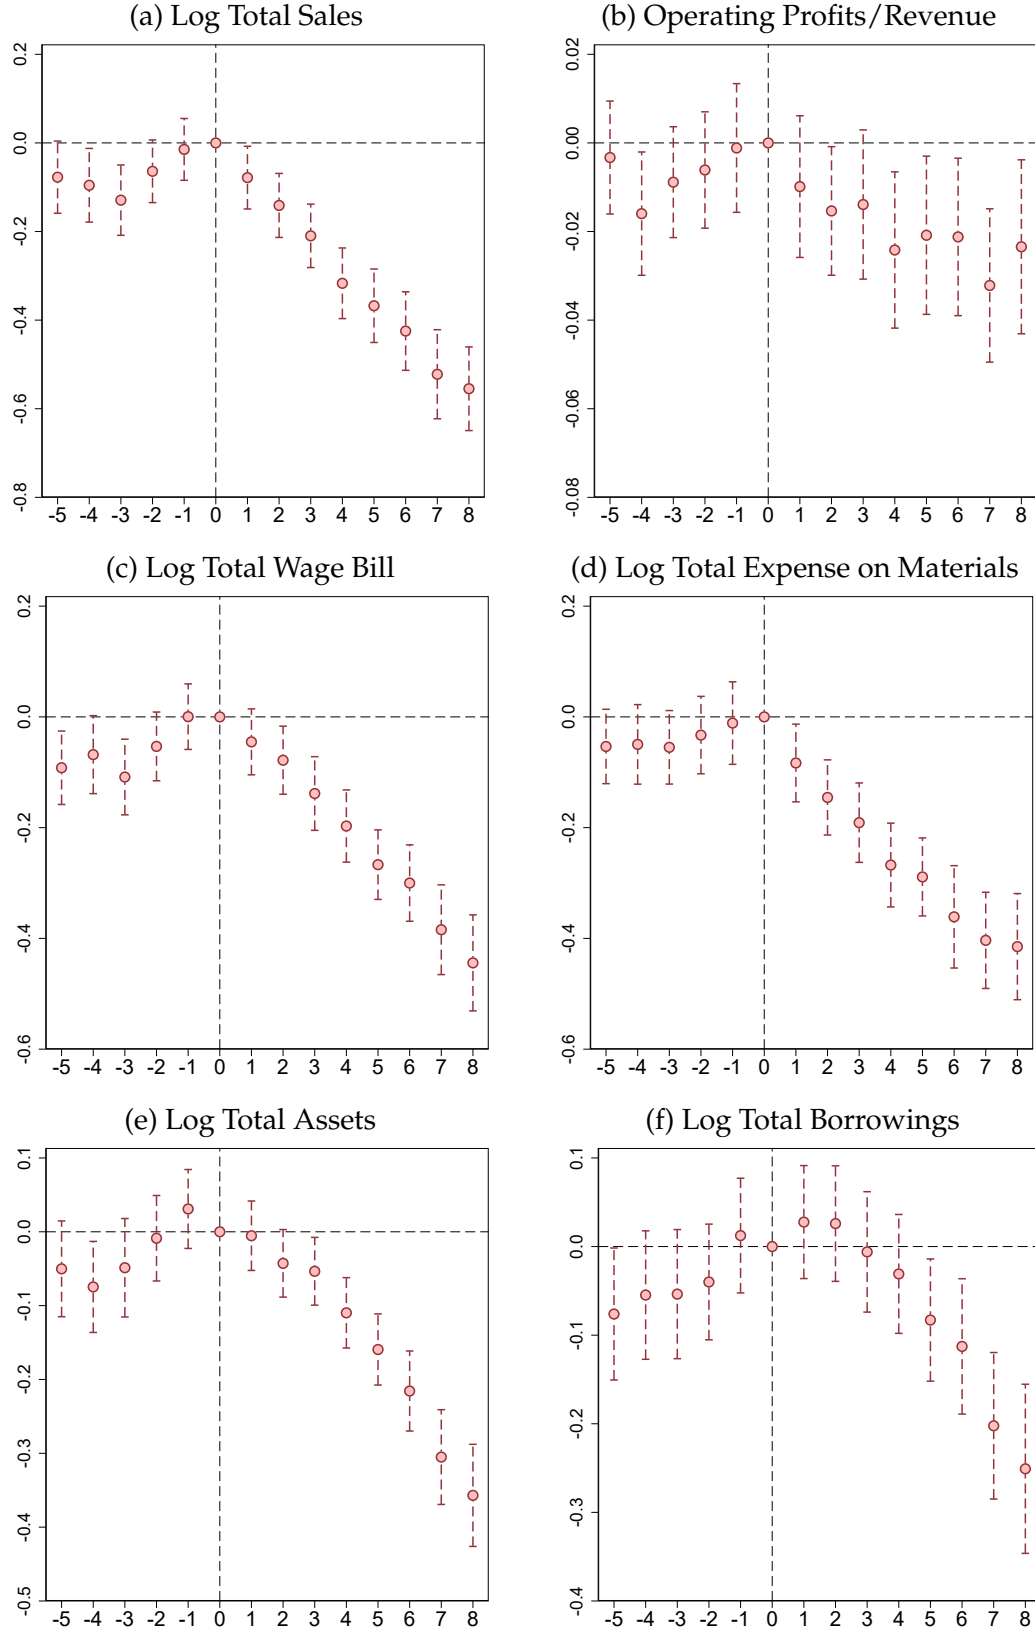 (a) Log Total Sales
0.2
0.0
-0.2
-0.4
-0.6
-0.8
-5 -4 -3 -2 -1 0 1 2 3 4 5 6 7 8
(b) Operating Profits/Revenue
0.02
0.00
-0.02
-0.04
-0.06
-0.08
-5 -4 -3 -2 -1 0 1 2 3 4 5 6 7 8
(c) Log Total Wage Bill
0.2
0.0
-0.2
-0.4
-0.6
-5 -4 -3 -2 -1 0 1 2 3 4 5 6 7 8
(d) Log Total Expense on Materials
0.2
0.0
-0.2
-0.4
-0.6
-5 -4 -3 -2 -1 0 1 2 3 4 5 6 7 8
(e) Log Total Assets
0.1
0.0
-0.1
-0.2
-0.3
-0.4
-0.5
-5 -4 -3 -2 -1 0 1 2 3 4 5 6 7 8
(f) Log Total Borrowings
0.1
0.0
-0.1
-0.2
-0.3
-0.4
-5 -4 -3 -2 -1 0 1 2 3 4 5 6 7 8